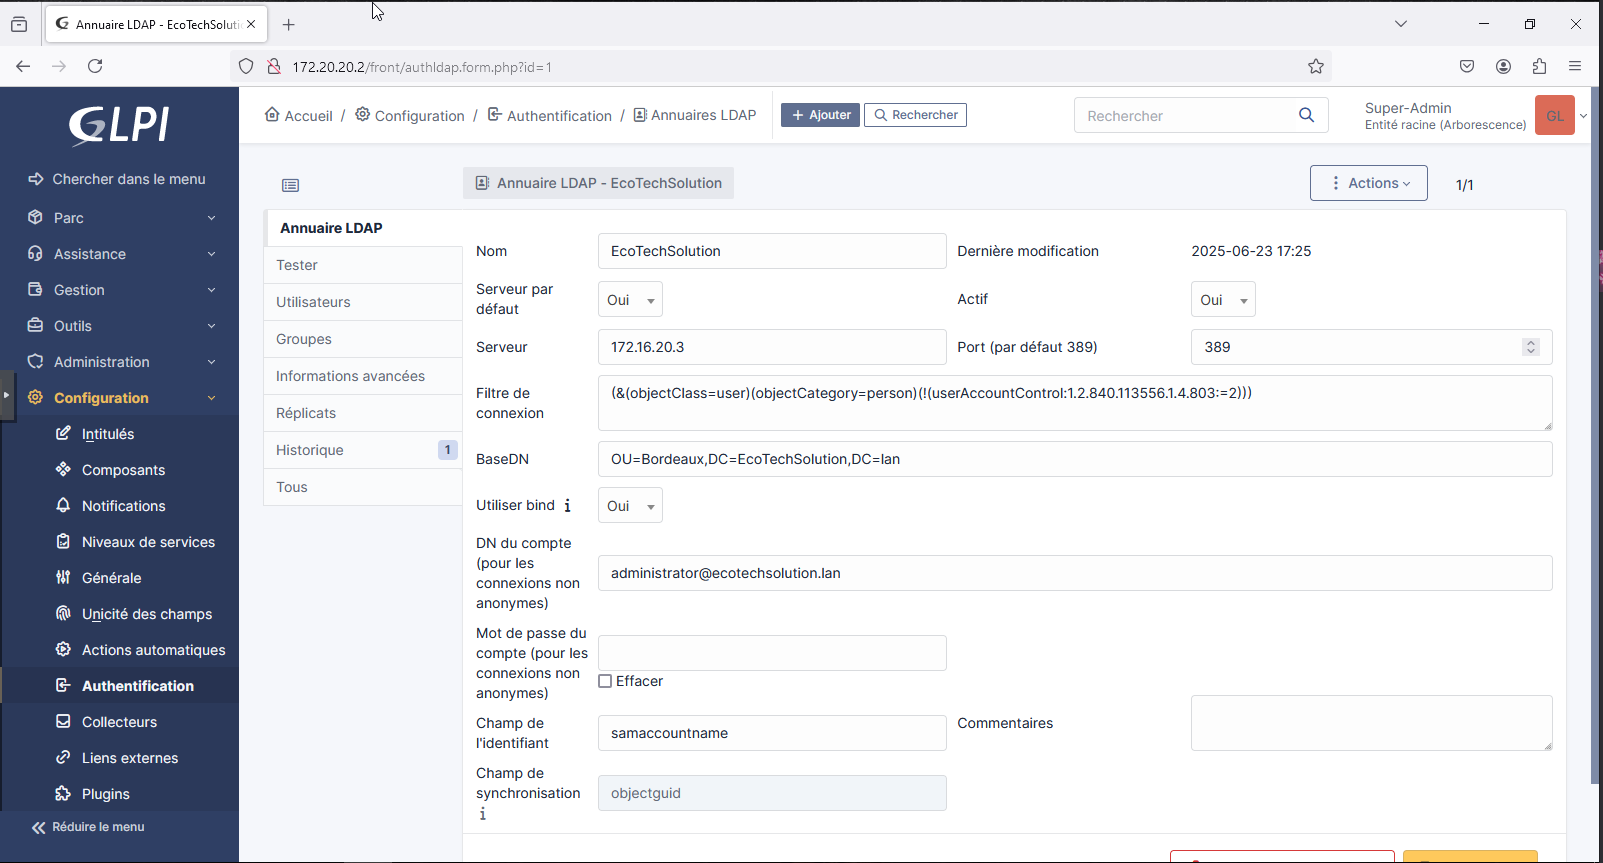 Annuaire LDAP - EcoTechSoluti
172.20.20.2/front/authldap.form.php?id=1
GLPI
Chercher dans le menu
Parc
Assistance
Gestion
Outils
Administration
Configuration
Intitulés
Composants
Notifications
Niveaux de services
Générale
Unicité des champs
Actions automatiques
Authentification
Collecteurs
Liens externes
Plugins
Réduire le menu
Accueil / Configuration / Authentification / Annuaires LDAP
+ Ajouter
Rechercher
Rechercher
Super-Admin
Entité racine (Arborescence)
GL
Annuaire LDAP - EcoTechSolution
Actions
1/1
Annuaire LDAP
Tester
Utilisateurs
Groupes
Informations avancées
Réplicats
Historique 1
Tous
Nom
EcoTechSolution
Dernière modification
2025-06-23 17:25
Serveur par
défaut
Oui
Actif
Oui
Serveur
172.16.20.3
Port (par défaut 389)
389
Filtre de
connexion
(&(objectClass=user)(objectCategory=person)(!(userAccountControl:1.2.840.113556.1.4.803:=2)))
BaseDN
OU=Bordeaux,DC=EcoTechSolution,DC=lan
Utiliser bind
Oui
DN du compte
(pour les
connexions non
anonymes)
administrator@ecotechsolution.lan
Mot de passe du
compte (pour les
connexions non
anonymes)
Effacer
Champ de
l'identifiant
samaccountname
Commentaires
Champ de
synchronisation
objectguid